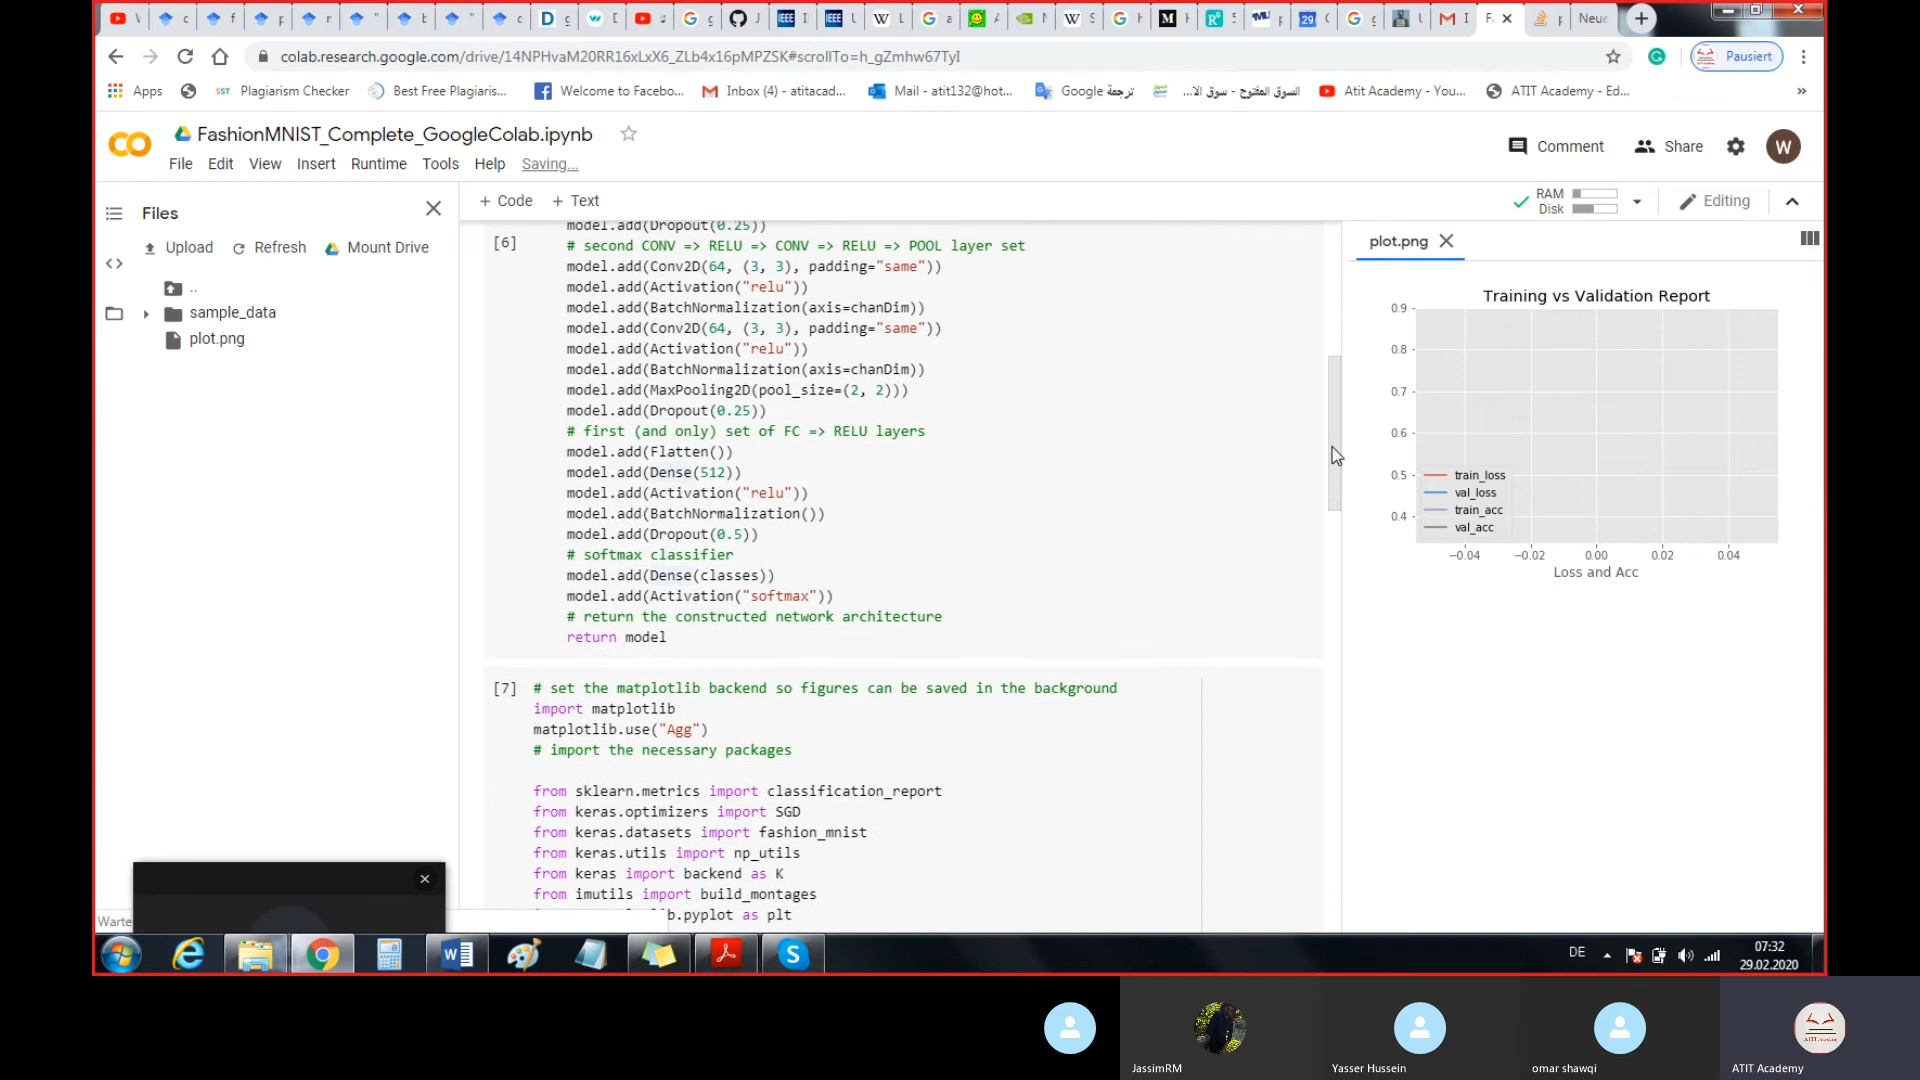 colab.research.google.com/drive/14NPHvaM20RR16xLxX6_ZLb4x16pMPZSK#scrollTo=h_gZmhw67TyI
Pausiert
Apps
Plagiarism Checker
Best Free Plagiaris...
Welcome to Facebo...
Inbox (4) - atitacad...
Mail - atit132@hot...
ترجمة Google
السوق المفتوح - سوق الا...
Atit Academy - You...
ATIT Academy - Ed...
FashionMNIST_Complete_GoogleColab.ipynb
Comment
Share
W
File Edit View Insert Runtime Tools Help Saving...
Files
+ Code + Text
RAM
Disk
Editing
Upload Refresh Mount Drive
..
sample_data
plot.png
[6]
model.add(Dropout(0.25))
# second CONV => RELU => CONV => RELU => POOL layer set
model.add(Conv2D(64, (3, 3), padding="same"))
model.add(Activation("relu"))
model.add(BatchNormalization(axis=chanDim))
model.add(Conv2D(64, (3, 3), padding="same"))
model.add(Activation("relu"))
model.add(BatchNormalization(axis=chanDim))
model.add(MaxPooling2D(pool_size=(2, 2)))
model.add(Dropout(0.25))
# first (and only) set of FC => RELU layers
model.add(Flatten())
model.add(Dense(512))
model.add(Activation("relu"))
model.add(BatchNormalization())
model.add(Dropout(0.5))
# softmax classifier
model.add(Dense(classes))
model.add(Activation("softmax"))
# return the constructed network architecture
return model
[7]
# set the matplotlib backend so figures can be saved in the background
import matplotlib
matplotlib.use("Agg")
# import the necessary packages
from sklearn.metrics import classification_report
from keras.optimizers import SGD
from keras.datasets import fashion_mnist
from keras.utils import np_utils
from keras import backend as K
from imutils import build_montages
b.pyplot as plt
plot.png
Training vs Validation Report
0.9
0.8
0.7
0.6
0.5
0.4
train_loss
val_loss
train_acc
val_acc
−0.04 −0.02 0.00 0.02 0.04
Loss and Acc
Warte
DE
07:32
29.02.2020
JassimRM
Yasser Hussein
omar shawqi
ATIT Academy